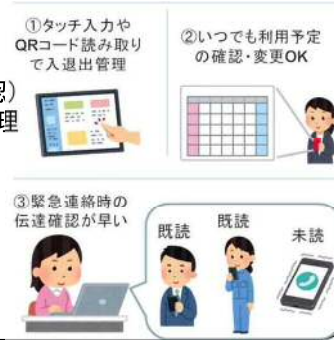 ①タッチ入力や
QRコード読み取り
で入退出管理
②いつでも利用予定
の確認・変更OK
認)
理
③緊急連絡時の
伝達確認が早い
既読
既読
未読